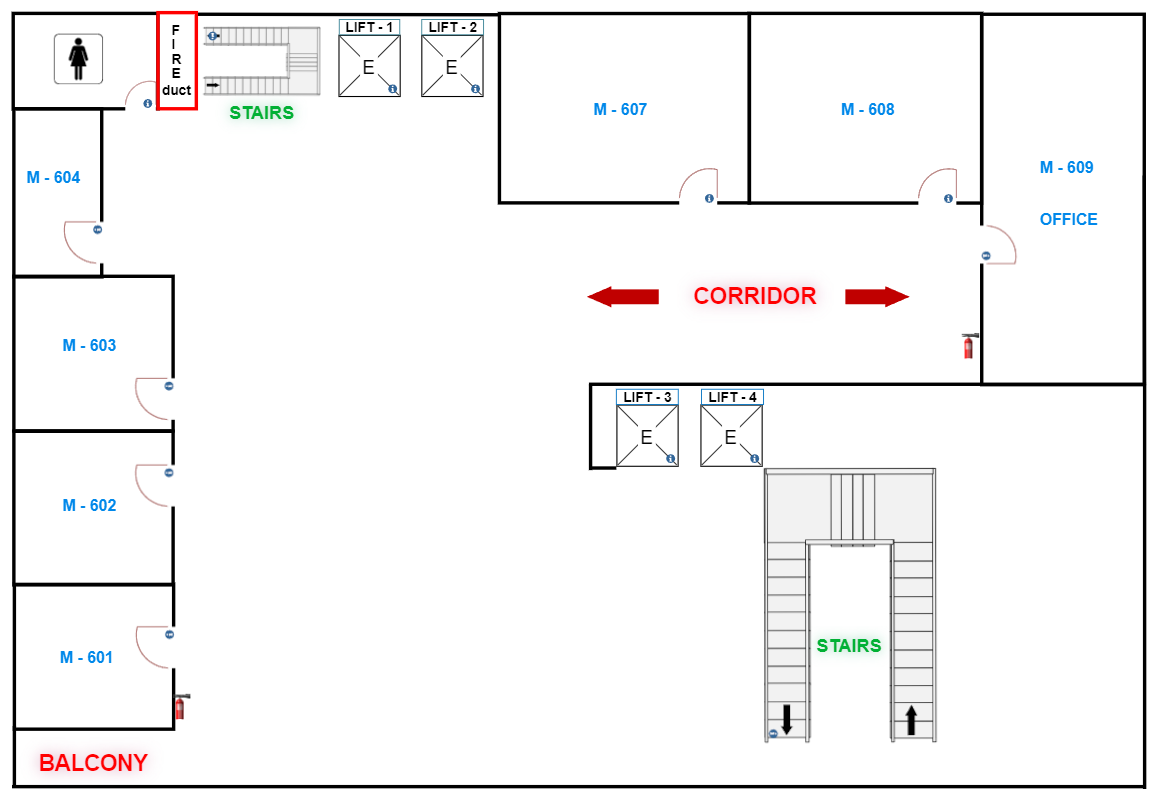 FIRE
duct
LIFT - 1
LIFT - 2
E
E
STAIRS
M - 607
M - 608
M - 609
OFFICE
M - 604
CORRIDOR
M - 603
LIFT - 3
LIFT - 4
E
E
M - 602
STAIRS
M - 601
BALCONY